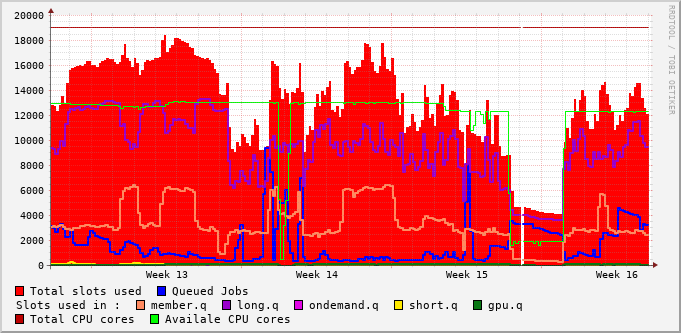 20000
18000
16000
14000
12000
10000
8000
6000
4000
2000
0
Week 13 Week 14 Week 15 Week 16
Total slots used Queued Jobs
Slots used in : member.q long.q ondemand.q short.q gpu.q
Total CPU cores Availale CPU cores
RRDTOOL / TOBI OETIKER